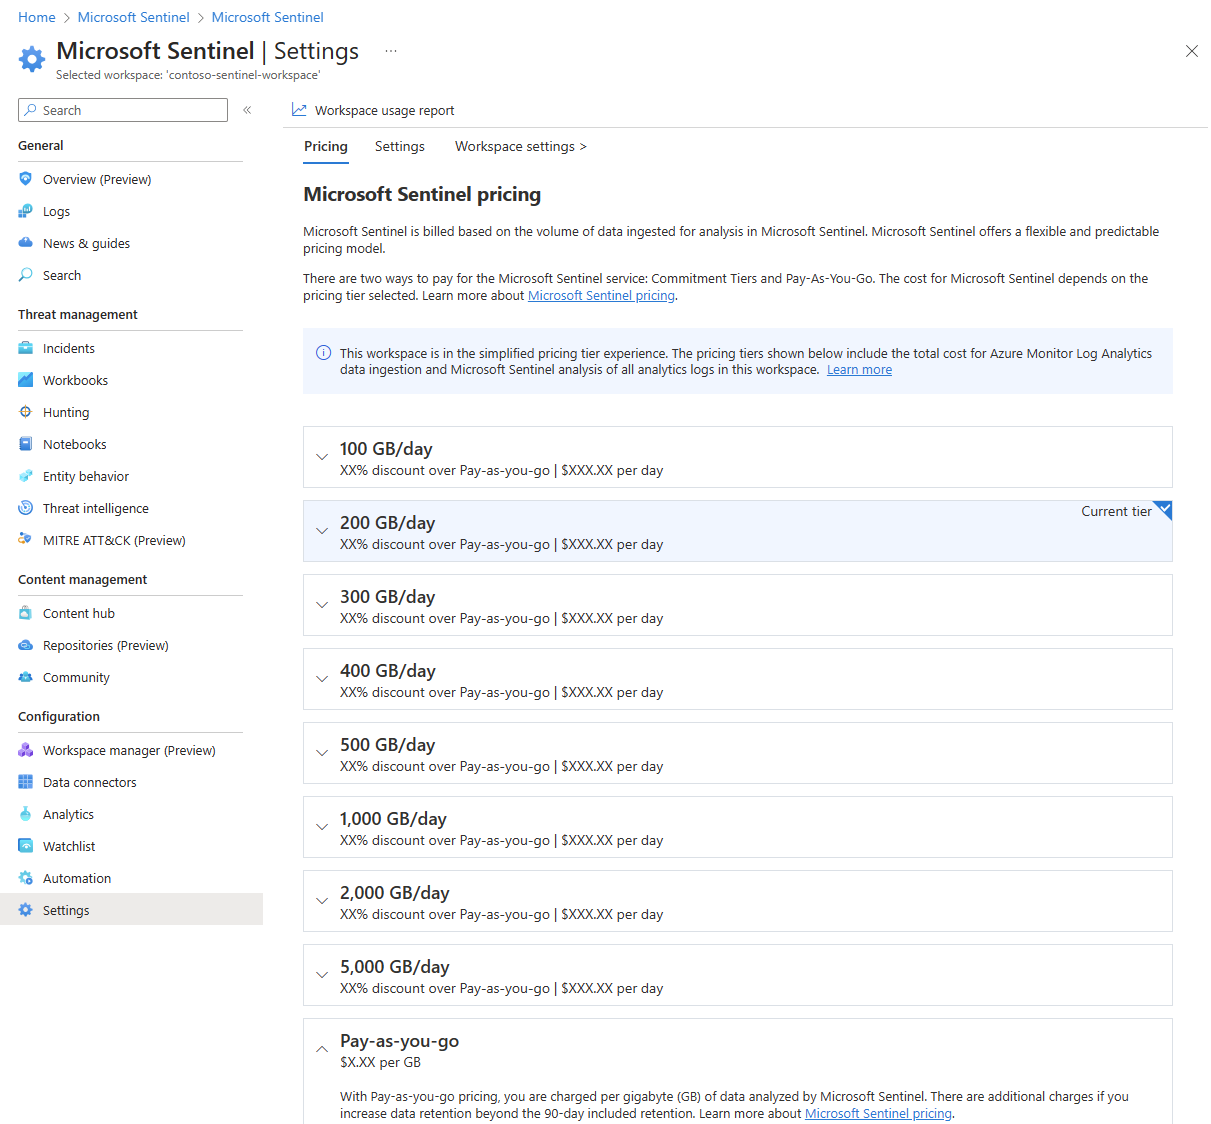 Home > Microsoft Sentinel > Microsoft Sentinel
Microsoft Sentinel | Settings ...
Selected workspace: 'contoso-sentinel-workspace'
Search «
General
Overview (Preview)
Logs
News & guides
Search
Threat management
Incidents
Workbooks
Hunting
Notebooks
Entity behavior
Threat intelligence
MITRE ATT&CK (Preview)
Content management
Content hub
Repositories (Preview)
Community
Configuration
Workspace manager (Preview)
Data connectors
Analytics
Watchlist
Automation
Settings
Workspace usage report
Pricing Settings Workspace settings >
Microsoft Sentinel pricing
Microsoft Sentinel is billed based on the volume of data ingested for analysis in Microsoft Sentinel. Microsoft Sentinel offers a flexible and predictable
pricing model.
There are two ways to pay for the Microsoft Sentinel service: Commitment Tiers and Pay-As-You-Go. The cost for Microsoft Sentinel depends on the
pricing tier selected. Learn more about Microsoft Sentinel pricing.
This workspace is in the simplified pricing tier experience. The pricing tiers shown below include the total cost for Azure Monitor Log Analytics
data ingestion and Microsoft Sentinel analysis of all analytics logs in this workspace. Learn more
100 GB/day
XX% discount over Pay-as-you-go | $XXX.XX per day
Current tier
200 GB/day
XX% discount over Pay-as-you-go | $XXX.XX per day
300 GB/day
XX% discount over Pay-as-you-go | $XXX.XX per day
400 GB/day
XX% discount over Pay-as-you-go | $XXX.XX per day
500 GB/day
XX% discount over Pay-as-you-go | $XXX.XX per day
1,000 GB/day
XX% discount over Pay-as-you-go | $XXX.XX per day
2,000 GB/day
XX% discount over Pay-as-you-go | $XXX.XX per day
5,000 GB/day
XX% discount over Pay-as-you-go | $XXX.XX per day
Pay-as-you-go
$X.XX per GB
With Pay-as-you-go pricing, you are charged per gigabyte (GB) of data analyzed by Microsoft Sentinel. There are additional charges if you
increase data retention beyond the 90-day included retention. Learn more about Microsoft Sentinel pricing.